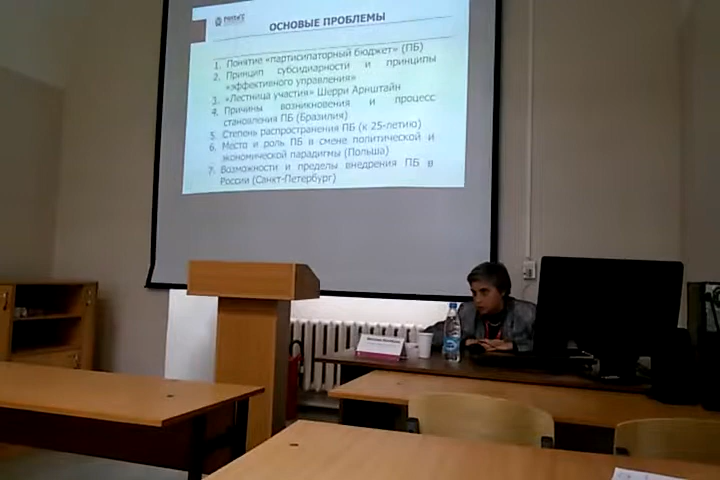 ОСНОВЫЕ ПРОБЛЕМЫ
1. Понятие «партисипаторный бюджет» (ПБ)
2. Принцип субсидиарности и принципы
«эффективного управления»
3. «Лестница участия» Шерри Арнштайн
4. Причины возникновения и процесс
становления ПБ (Бразилия)
5. Степень распространения ПБ (к 25-летию)
6. Место и роль ПБ в смене политической и
экономической парадигмы (Польша)
7. Возможности и пределы внедрения ПБ в
России (Санкт-Петербург)